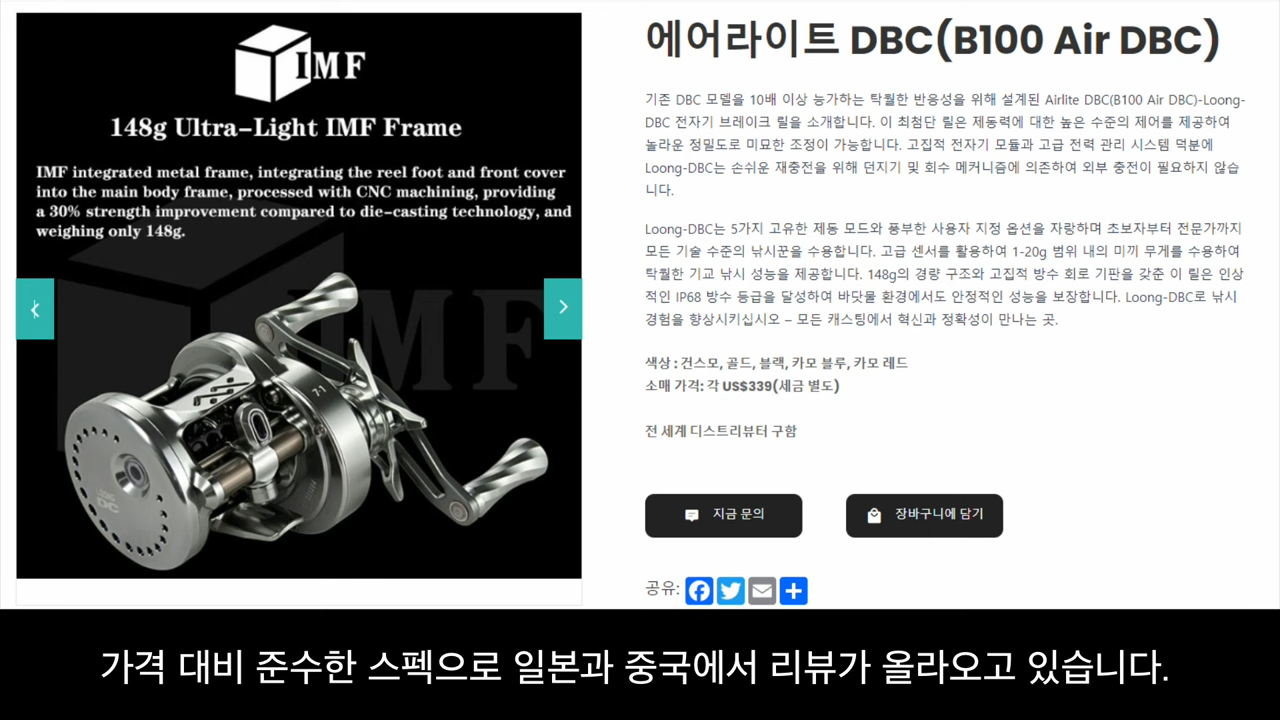 IMF
148g Ultra-Light IMF Frame
IMF integrated metal frame, integrating the reel foot and front cover
into the main body frame, processed with CNC machining, providing
a 30% strength improvement compared to die-casting technology, and
weighing only 148g.
IMF
7:1
LOONG
DC
에어라이트 DBC(B100 Air DBC)
기존 DBC 모델을 10배 이상 능가하는 탁월한 반응성을 위해 설계된 Airlite DBC(B100 Air DBC)-Loong-
DBC 전자기 브레이크 릴을 소개합니다. 이 최첨단 릴은 제동력에 대한 높은 수준의 제어를 제공하여
놀라운 정밀도로 미묘한 조정이 가능합니다. 고집적 전자기 모듈과 고급 전력 관리 시스템 덕분에
Loong-DBC는 손쉬운 재충전을 위해 던지기 및 회수 메커니즘에 의존하여 외부 충전이 필요하지 않습
니다.
Loong-DBC는 5가지 고유한 제동 모드와 풍부한 사용자 지정 옵션을 자랑하며 초보자부터 전문가까지
모든 기술 수준의 낚시꾼을 수용합니다. 고급 센서를 활용하여 1-20g 범위 내의 미끼 무게를 수용하여
탁월한 기교 낚시 성능을 제공합니다. 148g의 경량 구조와 고집적 방수 회로 기판을 갖춘 이 릴은 인상
적인 IP68 방수 등급을 달성하여 바닷물 환경에서도 안정적인 성능을 보장합니다. Loong-DBC로 낚시
경험을 향상시키십시오 – 모든 캐스팅에서 혁신과 정확성이 만나는 곳.
색상 : 건스모, 골드, 블랙, 카모 블루, 카모 레드
소매 가격: 각 US$339(세금 별도)
전 세계 디스트리뷰터 구함
지금 문의
장바구니에 담기
공유:
가격 대비 준수한 스펙으로 일본과 중국에서 리뷰가 올라오고 있습니다.